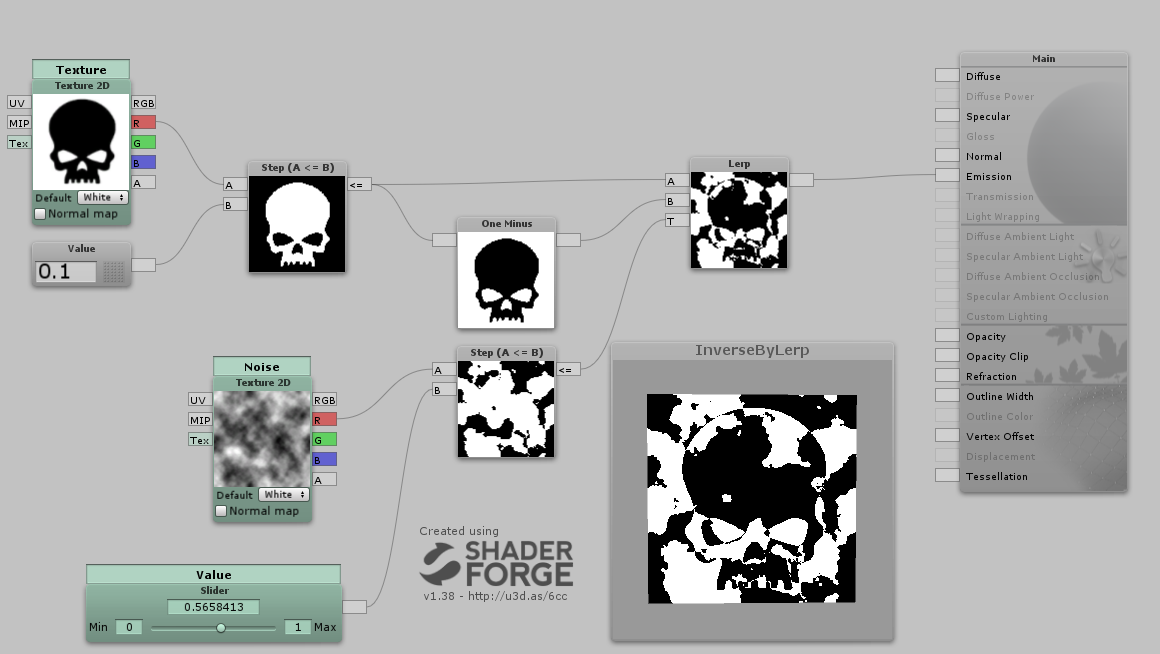 Texture
Texture 2D
UV
RGB
MIP
R
Tex
G
B
A
Default White
Normal map
Value
0.1
Step (A <= B)
A
<=
B
One Minus
Lerp
A
B
T
Noise
Texture 2D
UV
RGB
MIP
R
Tex
G
B
A
Default White
Normal map
Step (A <= B)
A
<=
B
Value
Slider
0.5658413
Min 0 1 Max
Created using
SHADER
FORGE
v1.38 - http://u3d.as/6cc
InverseByLerp
Main
Diffuse
Diffuse Power
Specular
Gloss
Normal
Emission
Transmission
Light Wrapping
Diffuse Ambient Light
Specular Ambient Light
Diffuse Ambient Occlusion
Specular Ambient Occlusion
Custom Lighting
Opacity
Opacity Clip
Refraction
Outline Width
Outline Color
Vertex Offset
Displacement
Tessellation